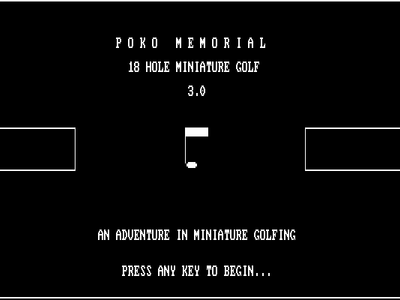 POKO MEMORIAL
18 HOLE MINIATURE GOLF
3.0
AN ADVENTURE IN MINIATURE GOLFING
PRESS ANY KEY TO BEGIN...